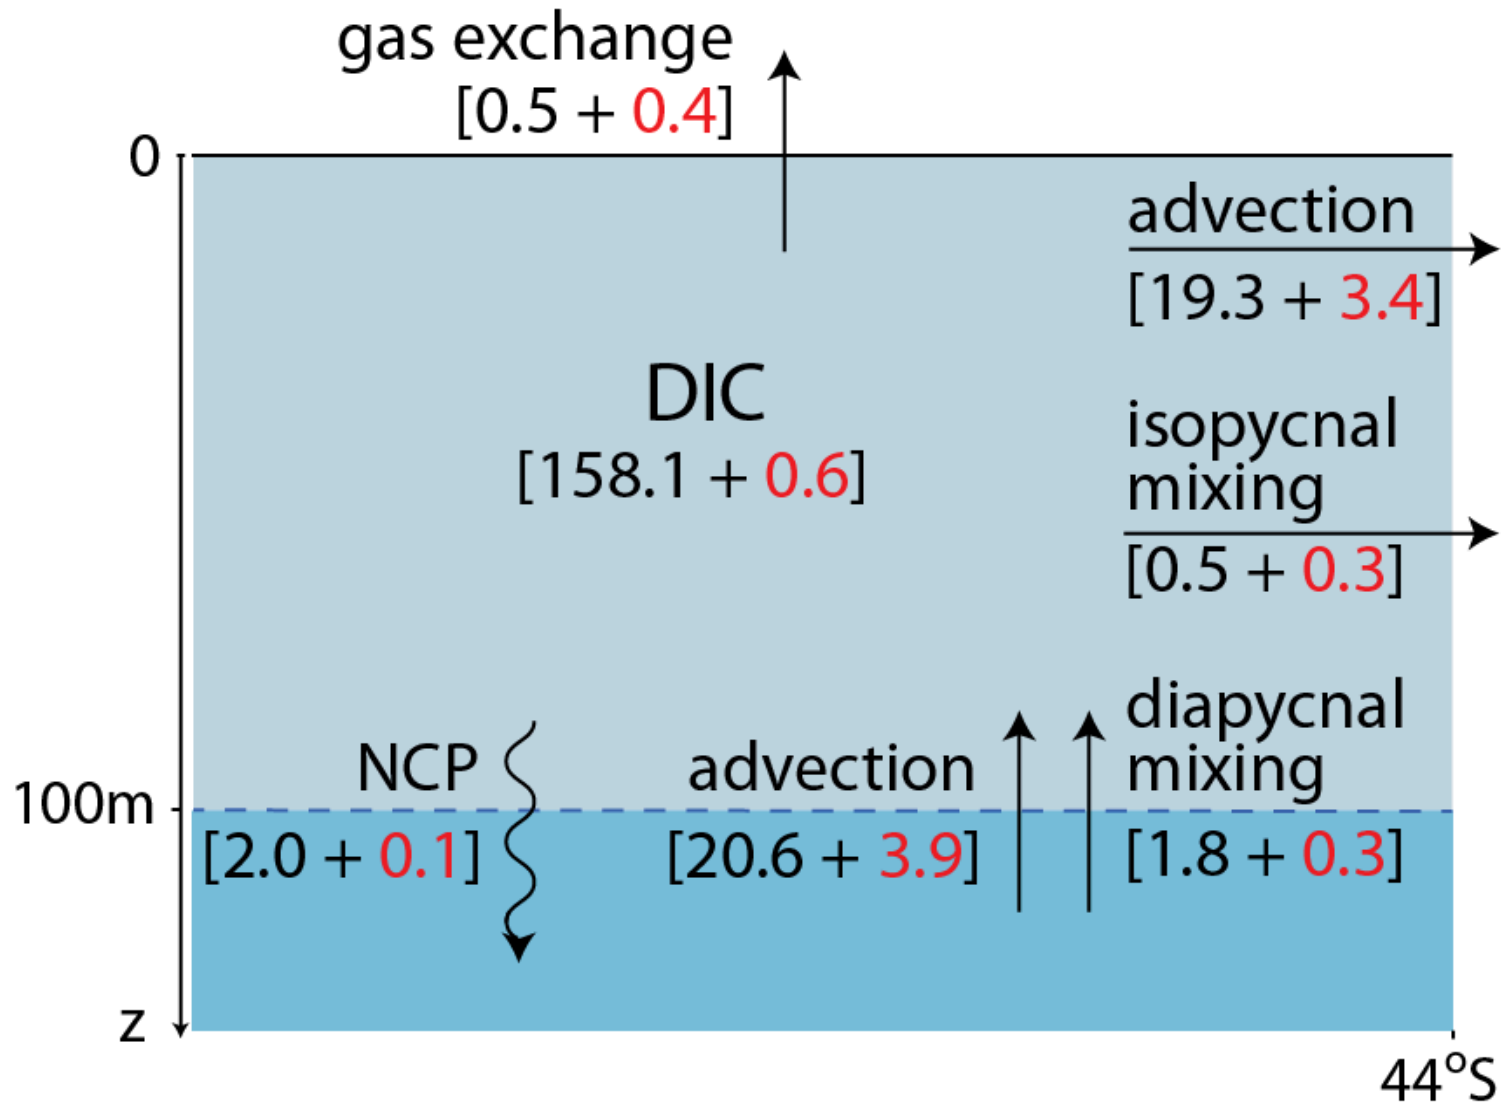 gas exchange
[0.5 + 0.4]
0
advection
[19.3 + 3.4]
DIC
[158.1 + 0.6]
isopycnal
mixing
[0.5 + 0.3]
NCP
advection
diapycnal
mixing
100m
[2.0 + 0.1]
[20.6 + 3.9]
[1.8 + 0.3]
z
44°S